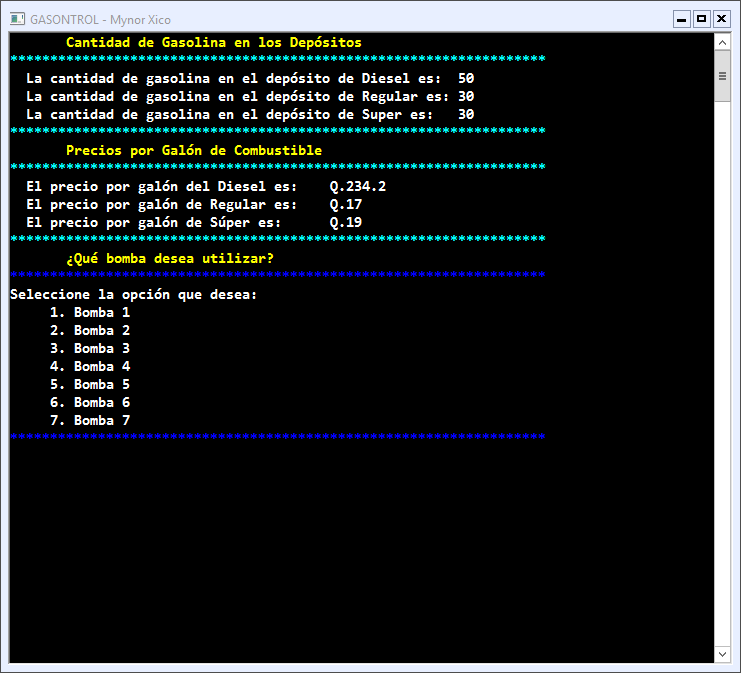 GASONTROL - Mynor Xico
Cantidad de Gasolina en los Depósitos
*******************************************************************
La cantidad de gasolina en el depósito de Diesel es: 50
La cantidad de gasolina en el depósito de Regular es: 30
La cantidad de gasolina en el depósito de Super es: 30
*******************************************************************
Precios por Galón de Combustible
*******************************************************************
El precio por galón del Diesel es: Q.234.2
El precio por galón de Regular es: Q.17
El precio por galón de Súper es: Q.19
*******************************************************************
¿Qué bomba desea utilizar?
*******************************************************************
Seleccione la opción que desea:
1. Bomba 1
2. Bomba 2
3. Bomba 3
4. Bomba 4
5. Bomba 5
6. Bomba 6
7. Bomba 7
*******************************************************************